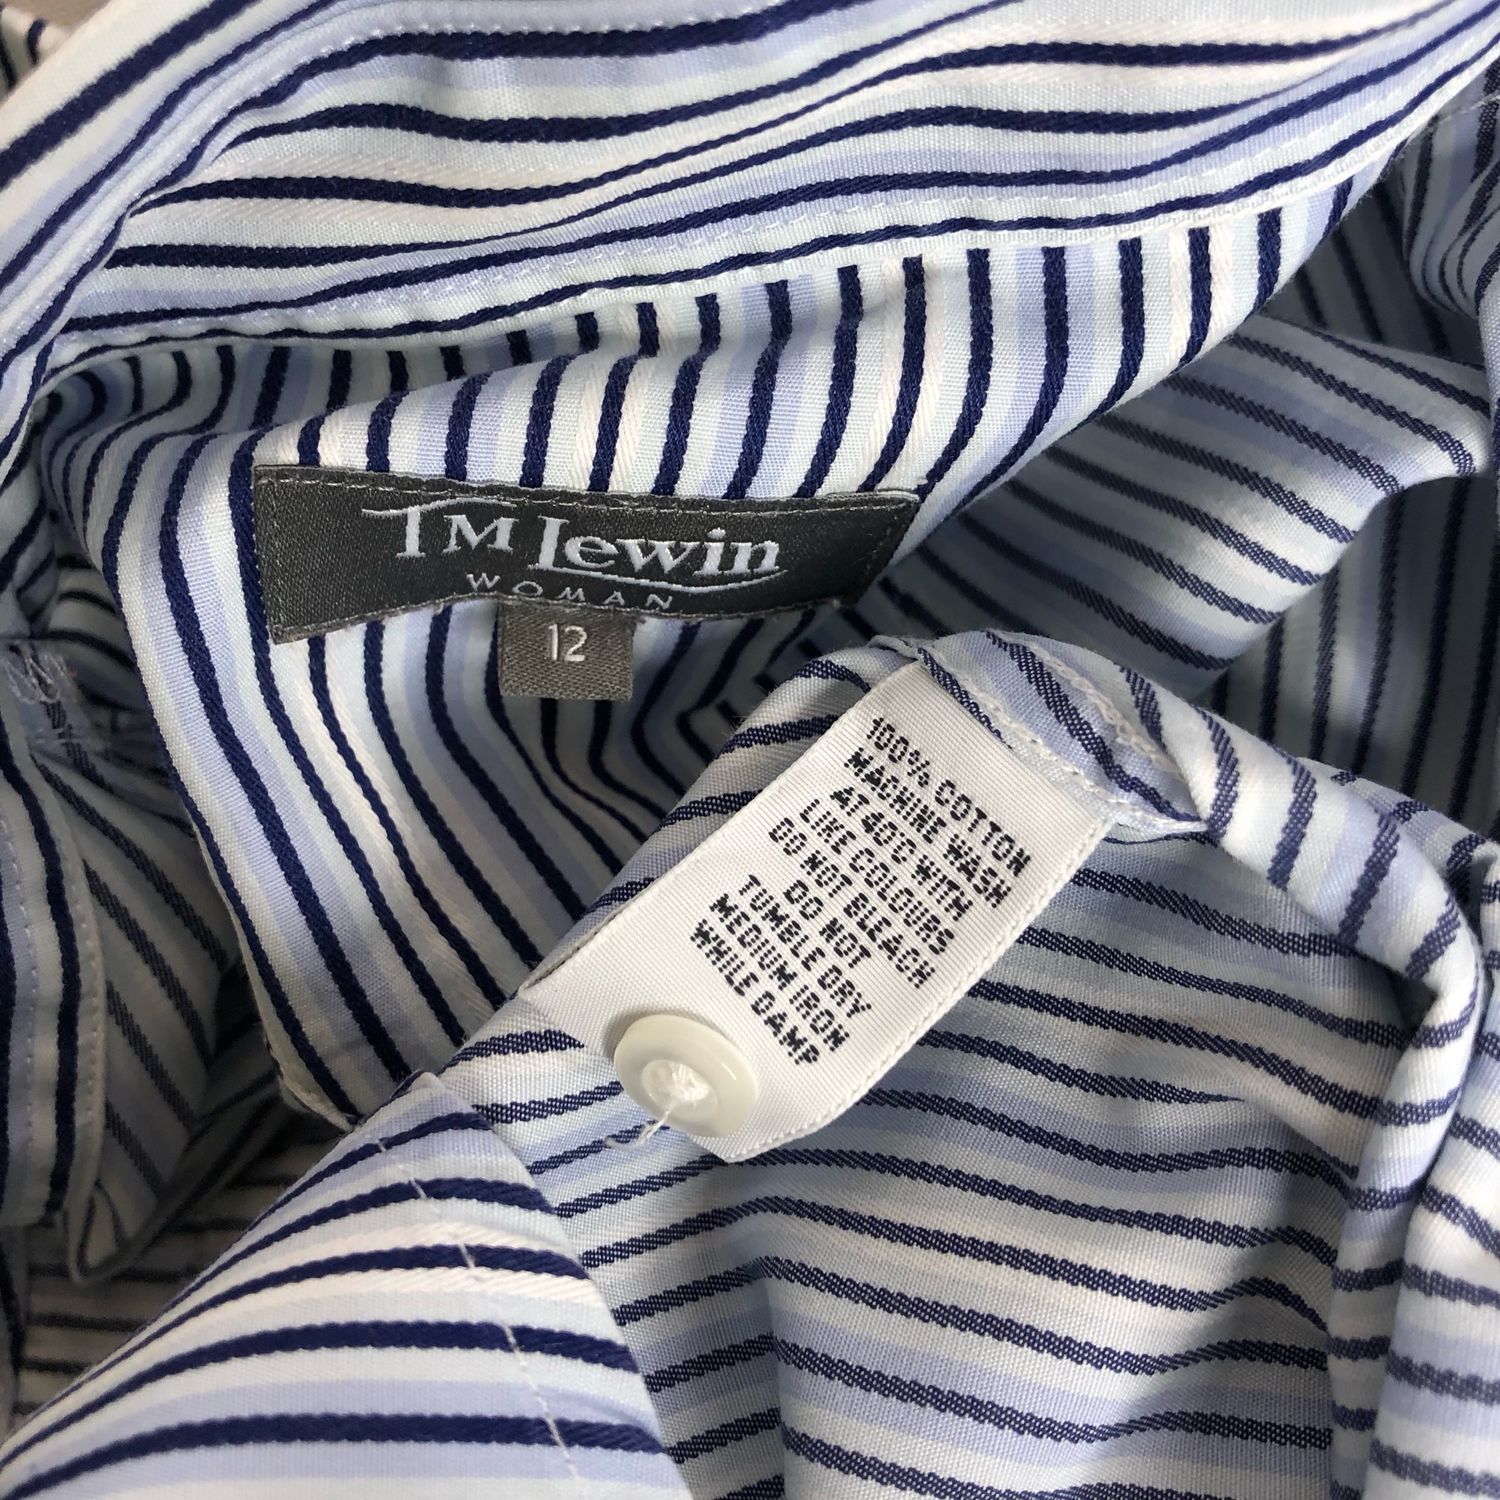 TM Lewin
WOMAN
12
100% COTTON
MACHINE WASH
AT 40C WITH
LIKE COLOURS
DO NOT BLEACH
DO NOT
TUMBLE DRY
MEDIUM IRON
WHILE DAMP